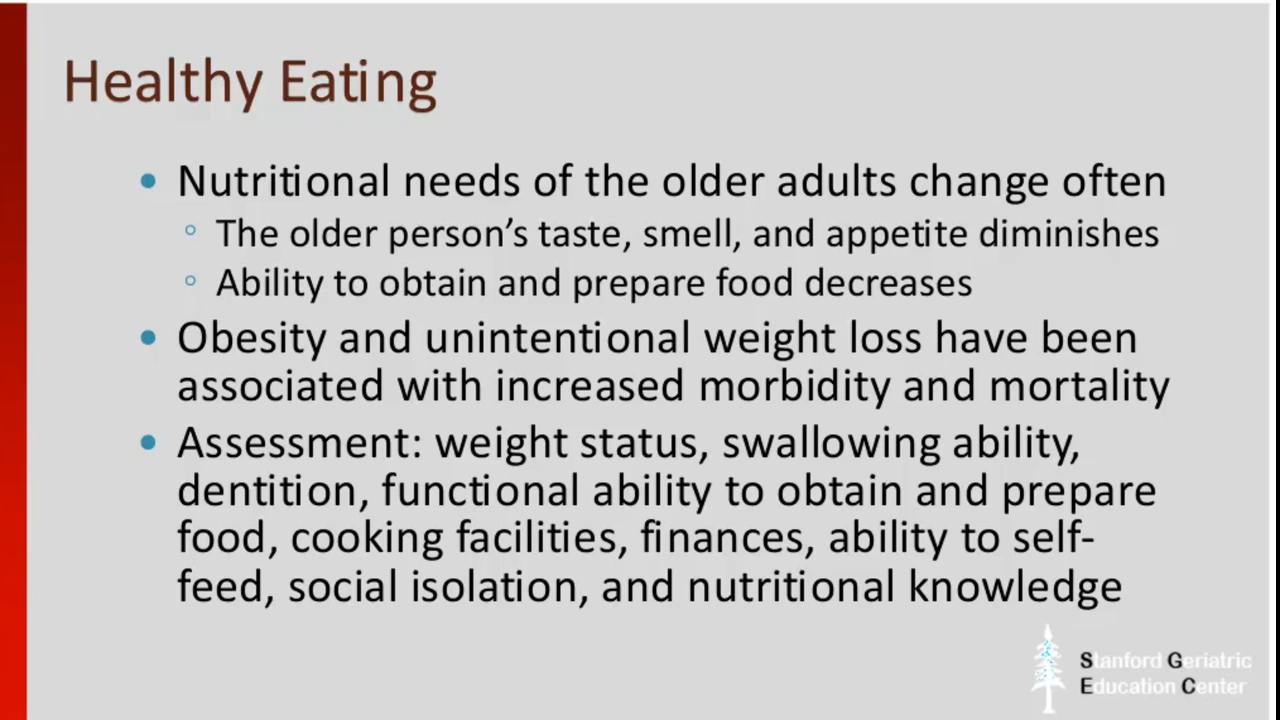 Healthy Eating
• Nutritional needs of the older adults change often
◦ The older person’s taste, smell, and appetite diminishes
◦ Ability to obtain and prepare food decreases
• Obesity and unintentional weight loss have been
associated with increased morbidity and mortality
• Assessment: weight status, swallowing ability,
dentition, functional ability to obtain and prepare
food, cooking facilities, finances, ability to self-
feed, social isolation, and nutritional knowledge
Stanford Geriatric
Education Center